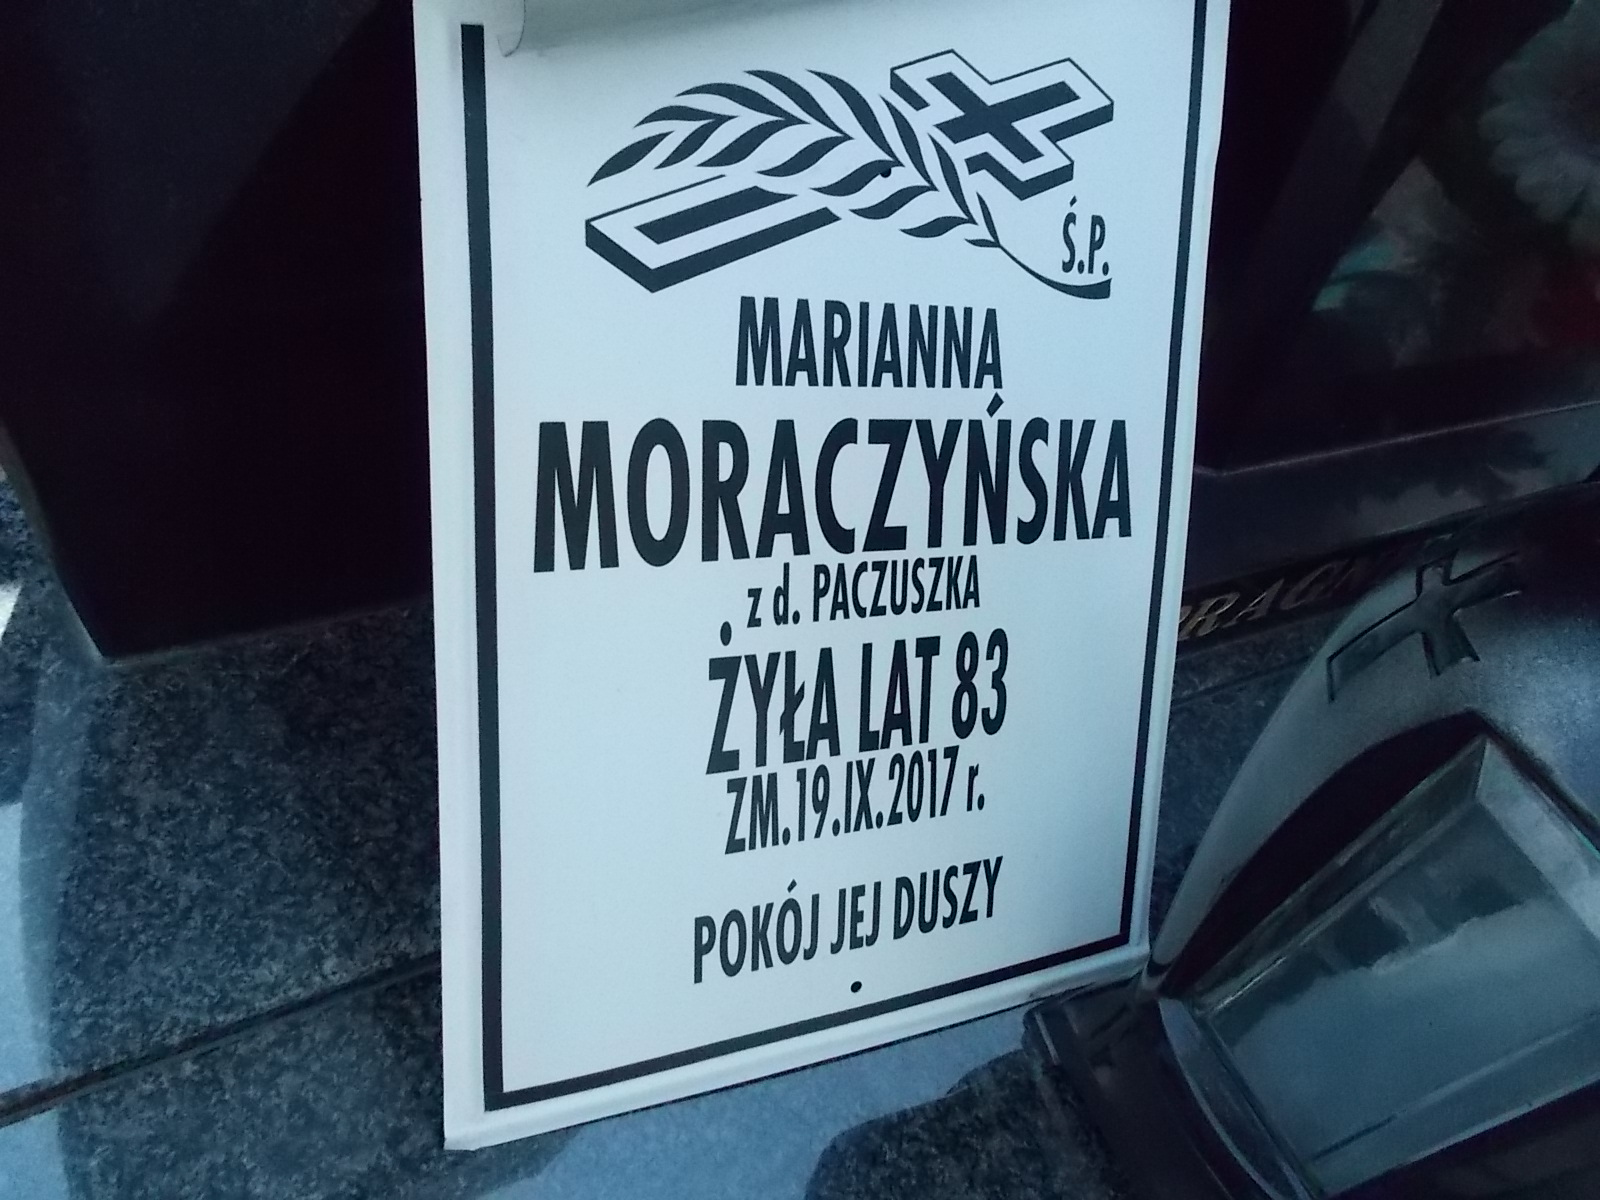 Ś.P.
MARIANNA
MORACZYŃSKA
z d. PACZUSZKA
ŻYŁA LAT 83
ZM.19.IX.2017 r.
POKÓJ JEJ DUSZY